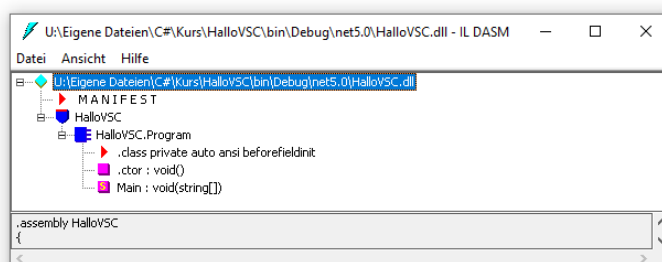 U:\Eigene Dateien\C#\Kurs\HalloVSC\bin\Debug\net5.0\HalloVSC.dll - IL DASM
Datei Ansicht Hilfe
U:\Eigene Dateien\C#\Kurs\HalloVSC\bin\Debug\net5.0\HalloVSC.dll
MANIFEST
HalloVSC
HalloVSC.Program
.class private auto ansi beforefieldinit
.ctor : void()
S Main : void(string[])
.assembly HalloVSC
{